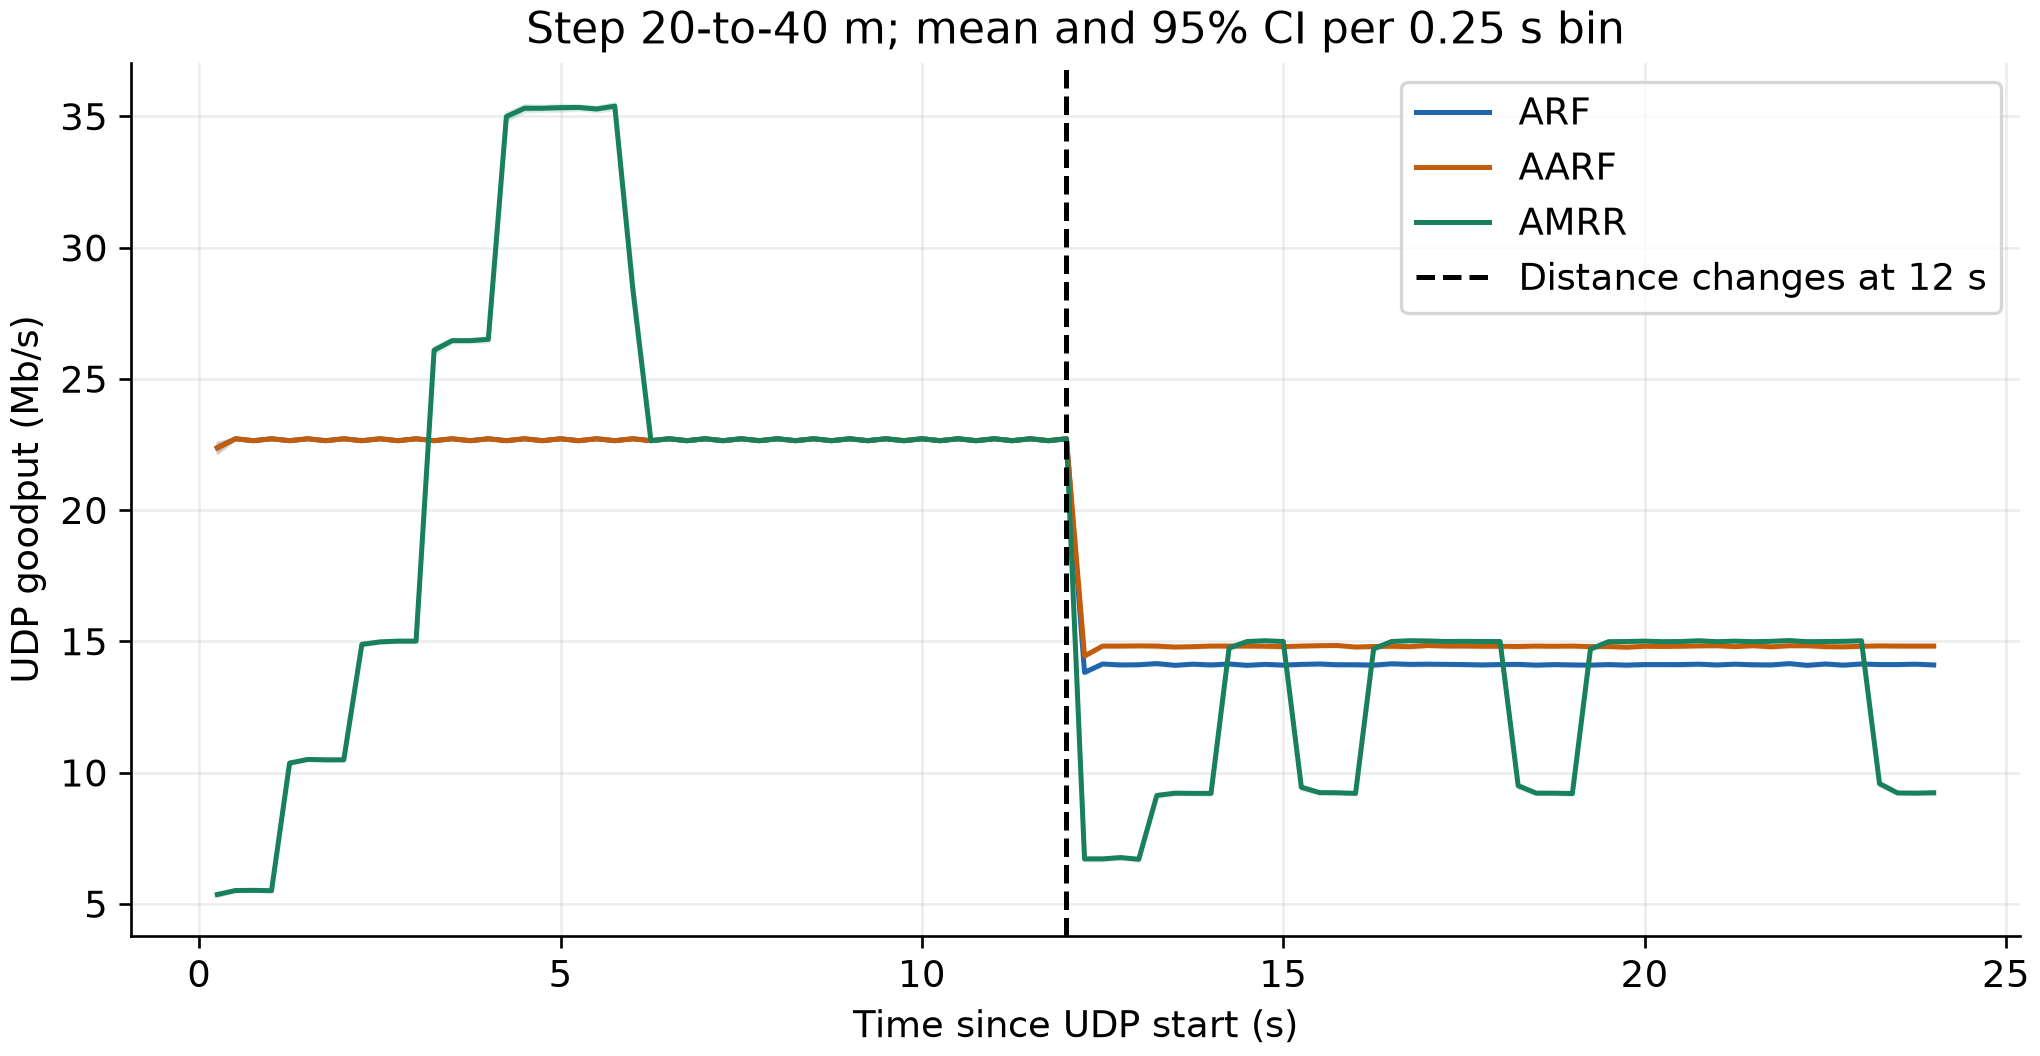 Step 20-to-40 m; mean and 95% CI per 0.25 s bin
UDP goodput (Mb/s)
35
30
25
20
15
10
5
ARF
AARF
AMRR
Distance changes at 12 s
0
5
10
15
20
25
Time since UDP start (s)